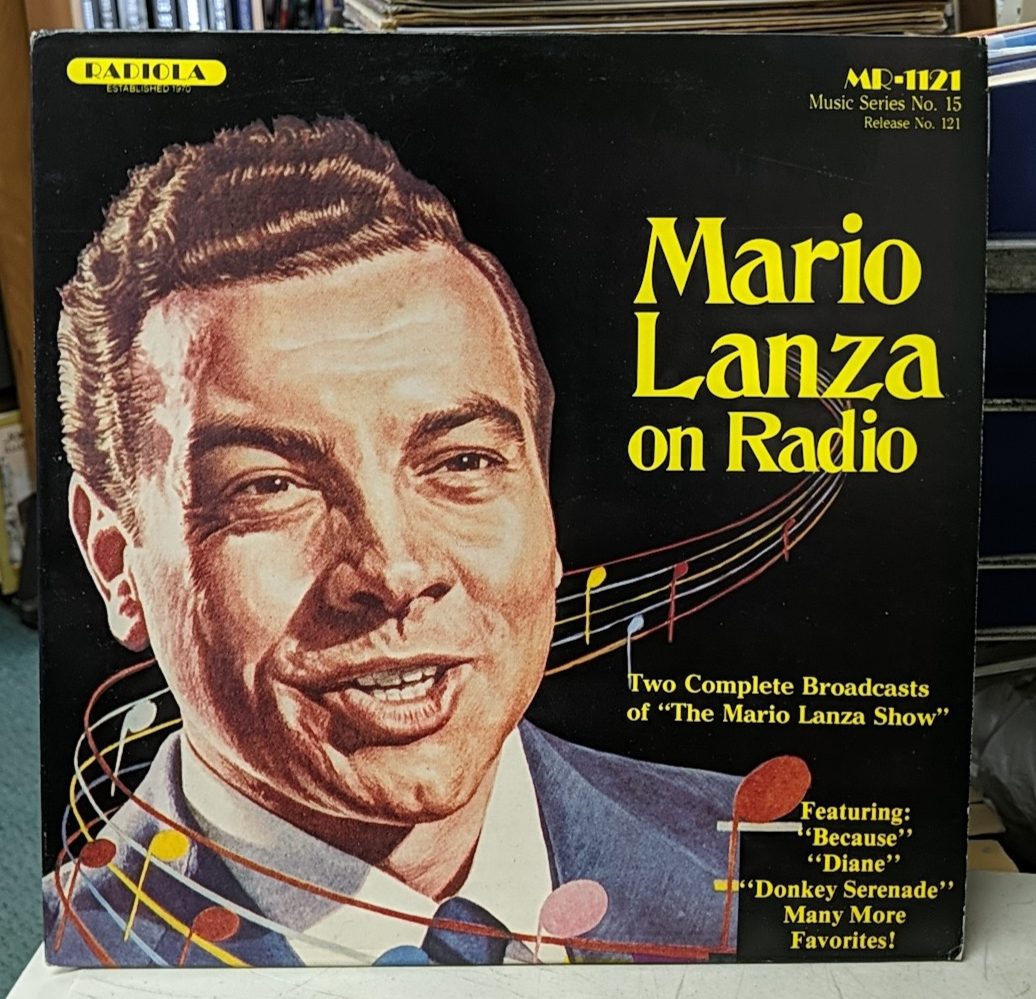 RADIOLA
ESTABLISHED 1970
MR-1121
Music Series No. 15
Release No. 121
Mario
Lanza
on Radio
Two Complete Broadcasts
of “The Mario Lanza Show”
Featuring:
“Because”
“Diane”
“Donkey Serenade”
Many More
Favorites!